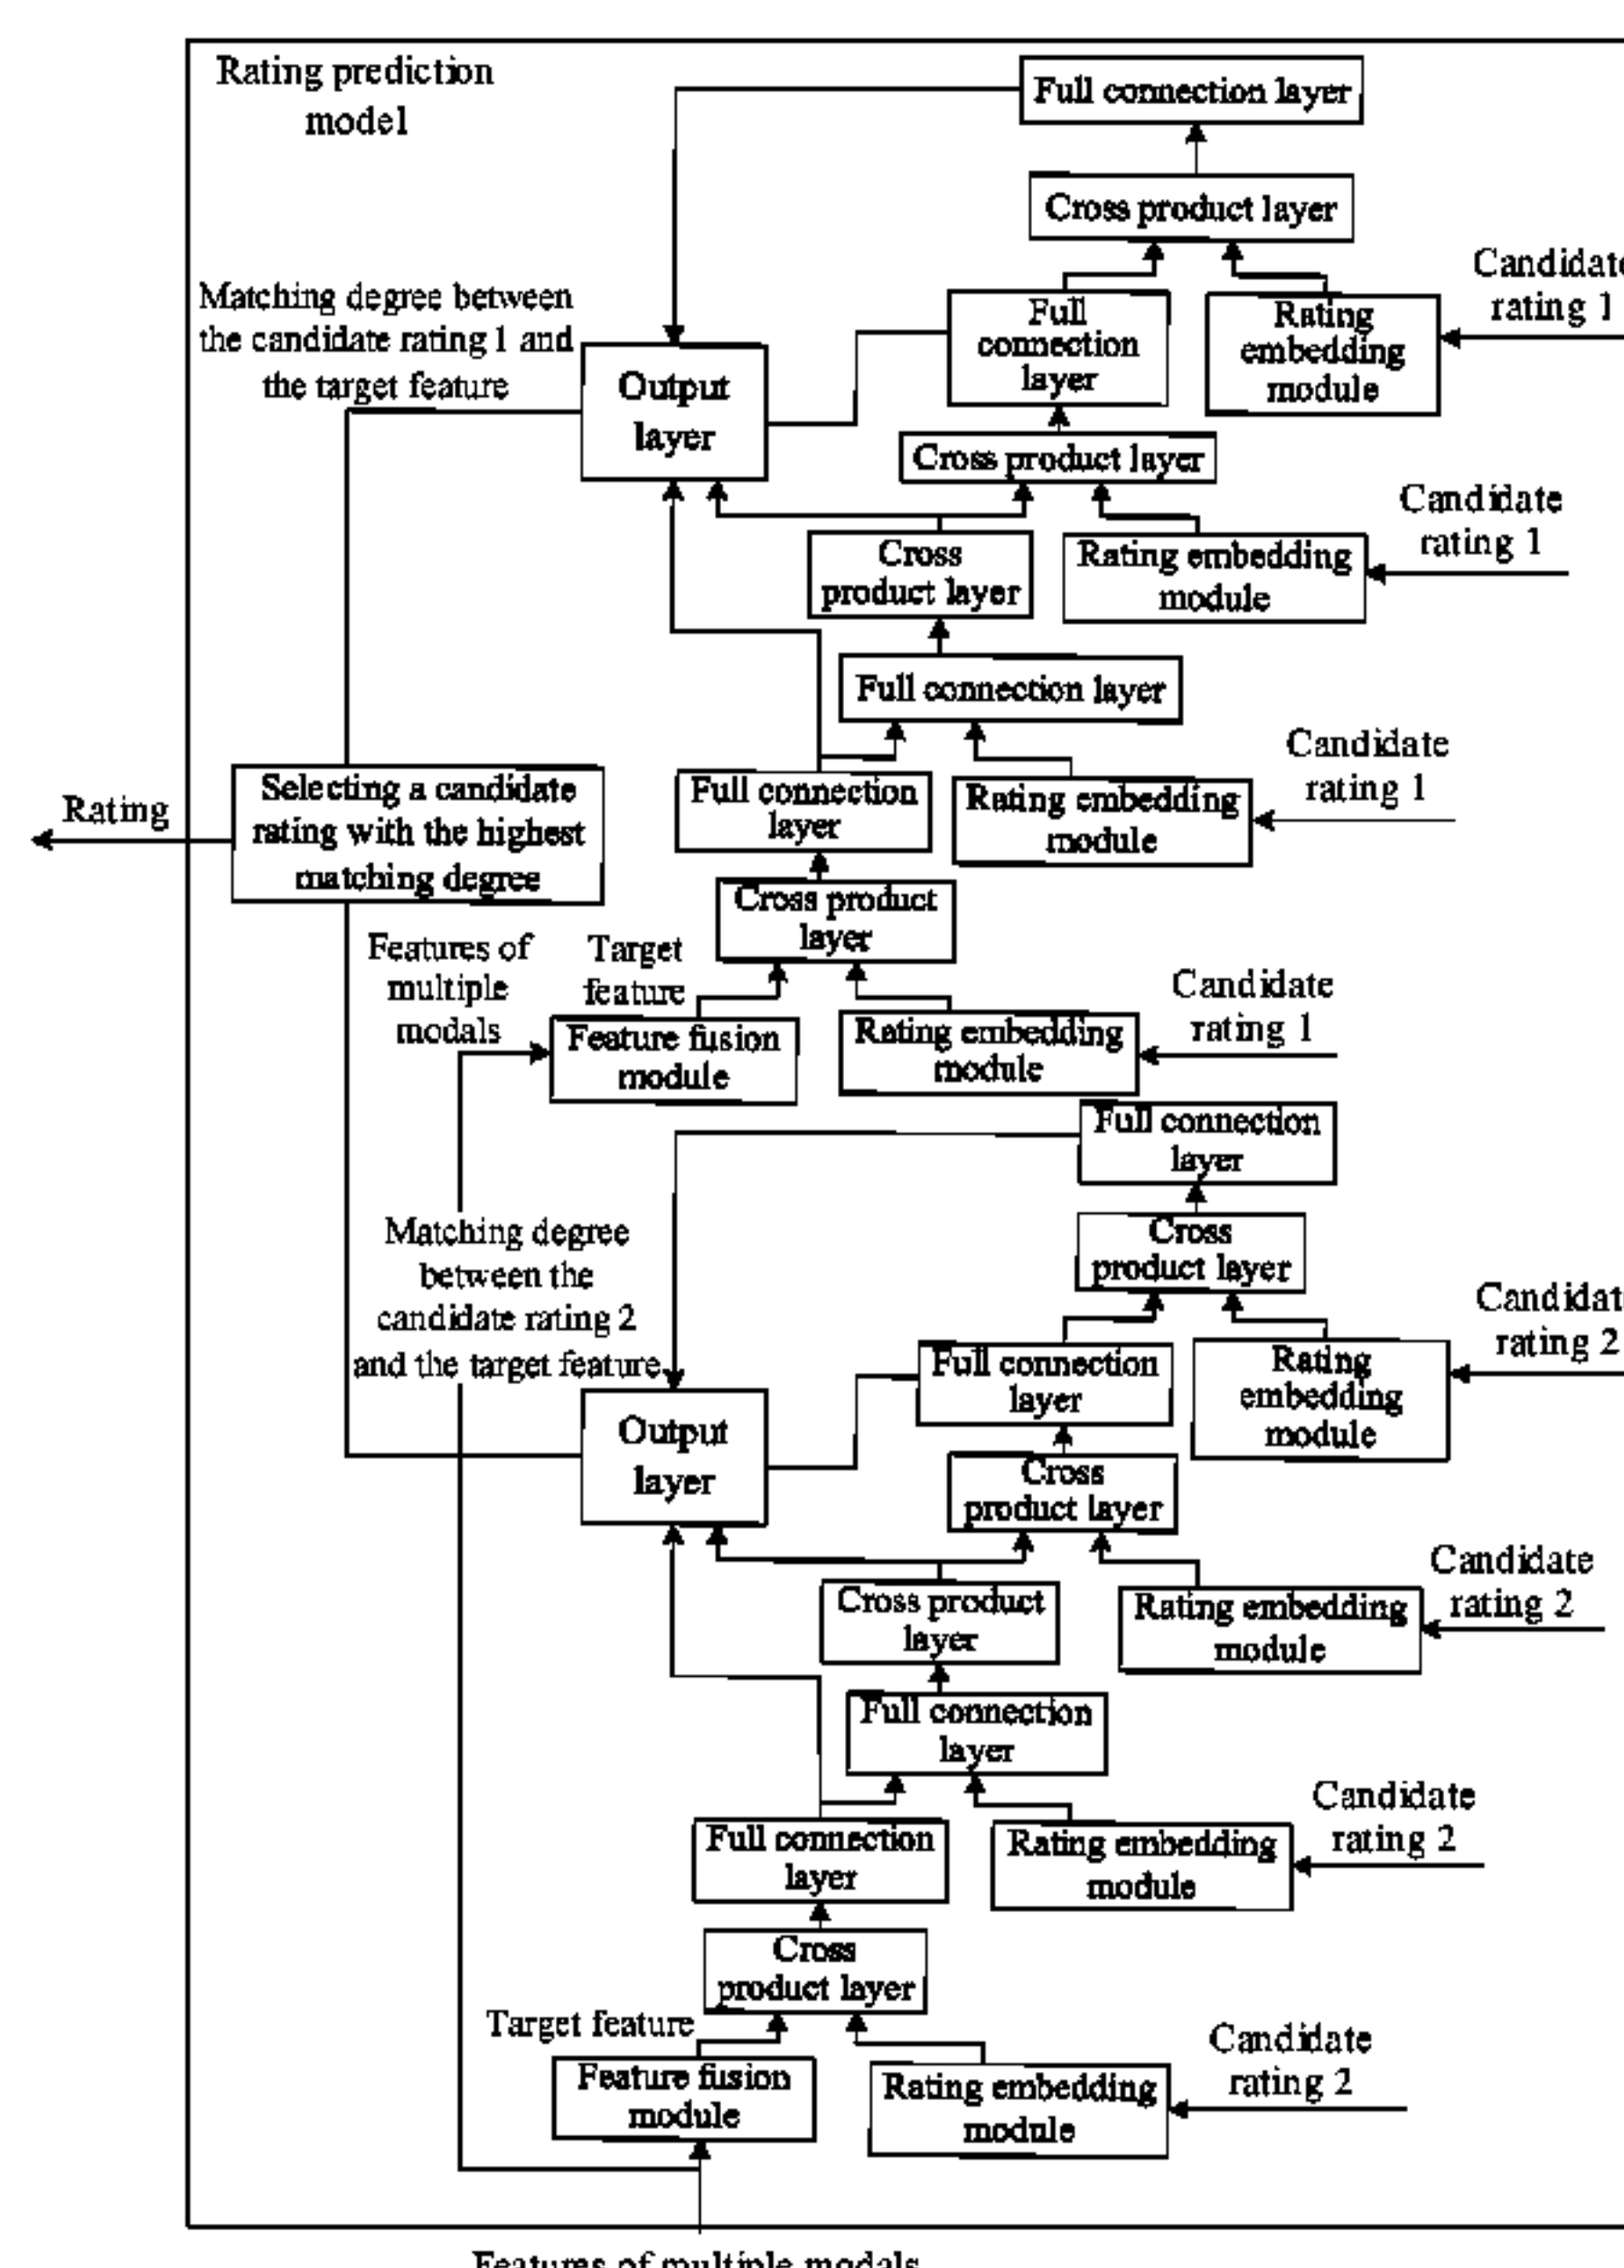 Rating prediction
model
Full connection layer
Cross product layer
Candidate
rating 1
Matching degree between
the candidate rating 1 and
the target feature
Full
connection
layer
Rating
embedding
module
Output
layer
Cross product layer
Candidate
rating 1
Cross
product layer
Rating embedding
module
Full connection layer
Candidate
rating 1
Rating
Selecting a candidate
rating with the highest
matching degree
Full connection
layer
Rating embedding
module
Cross product
layer
Features of
multiple
modals
Target
feature
Candidate
rating 1
Feature fusion
module
Rating embedding
module
Full connection
layer
Matching degree
between the
candidate rating 2
and the target feature
Cross
product layer
Candidat
rating 2
Full connection
layer
Rating
embedding
module
Output
layer
Cross
product layer
Candidate
rating 2
Cross product
layer
Rating embedding
module
Full connection
layer
Candidate
rating 2
Full connection
layer
Rating embedding
module
Cross
product layer
Target feature
Candidate
rating 2
Feature fusion
module
Rating embedding
module
Features of multiple modals